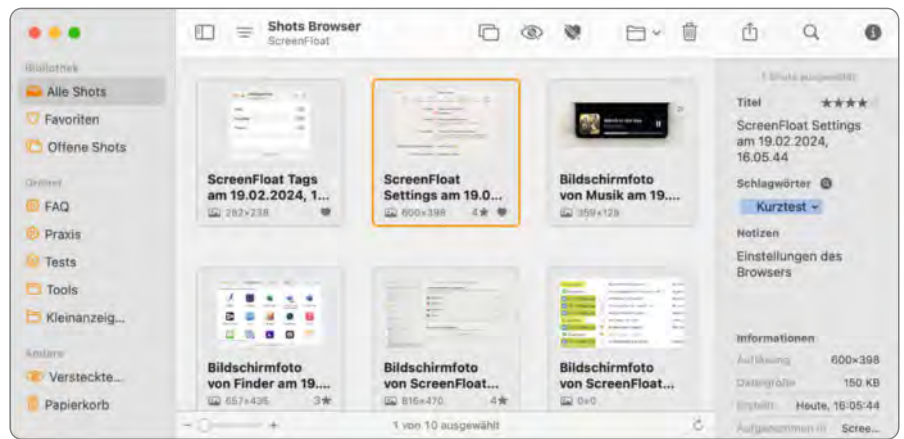 Shots Browser
ScreenFloat
Bibliothek
Alle Shots
Favoriten
Offene Shots
Ordner
FAQ
Praxis
Tests
Tools
Kleinanzeig...
Andere
Versteckte...
Papierkorb
ScreenFloat Tags
am 19.02.2024, 1...
282×238
ScreenFloat
Settings am 19.0...
600×398 4★
Bildschirmfoto
von Musik am 19....
359×129
Bildschirmfoto
von Finder am 19....
657×435 3★
Bildschirmfoto
von ScreenFloat...
816×470 4★
Bildschirmfoto
von ScreenFloat...
0×0
1 von 10 ausgewählt
1 Shots ausgewählt
Titel ★★★★
ScreenFloat Settings
am 19.02.2024,
16.05.44
Schlagwörter
Kurztest
Notizen
Einstellungen des
Browsers
Informationen
Auflösung 600×398
Dateigröße 150 KB
Erstellt Heute, 16:05:44
Aufgenommen in Scree...